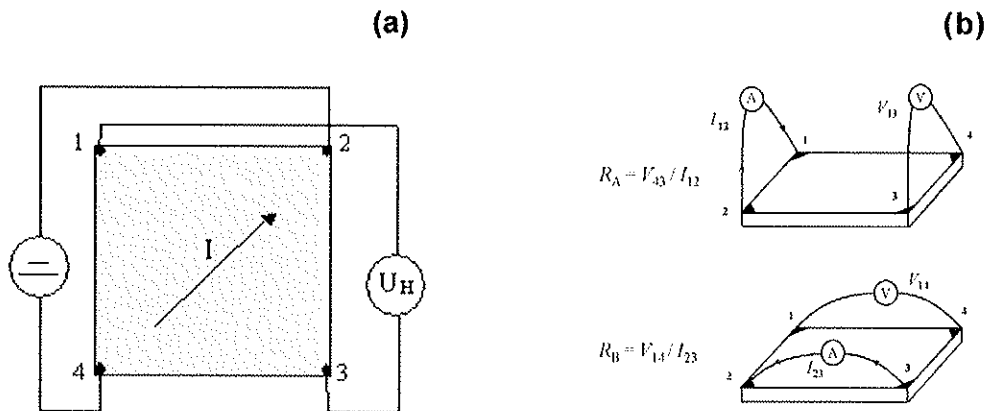 (a)
(b)
1
2
I
U_H
4
3
A
V
I_12
V_13
1
4
R_A = V_43 / I_12
2
3
V
V_14
1
4
R_B = V_14 / I_23
A
I_23
2
3